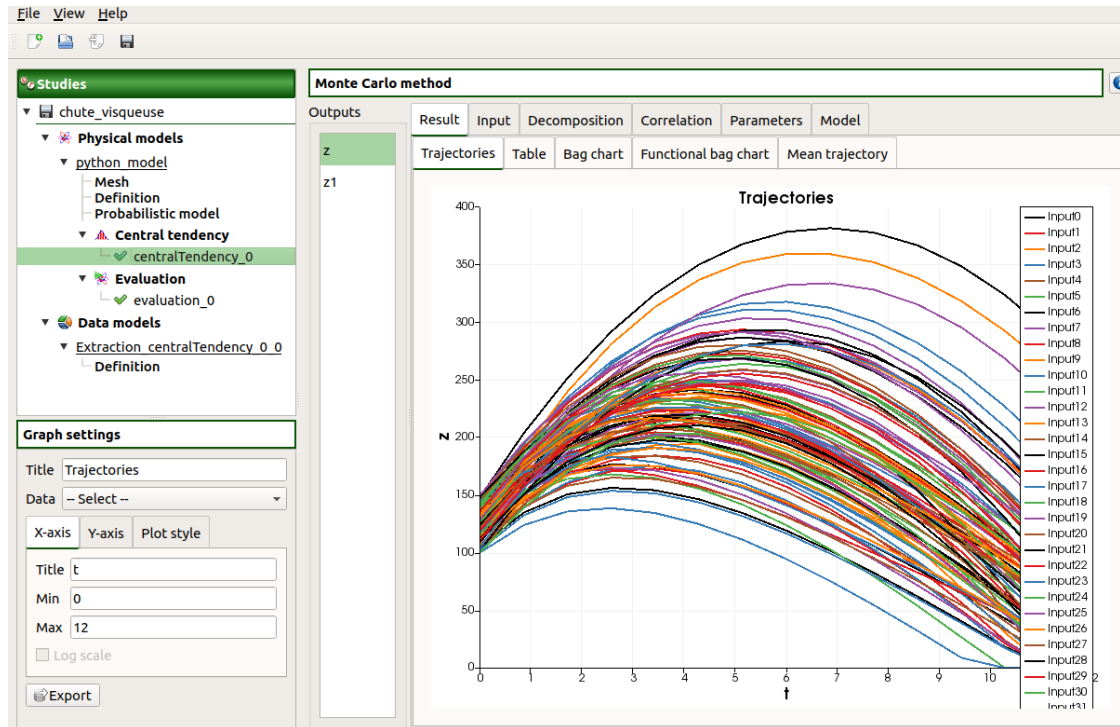 File View Help
Studies
chute_visqueuse
Physical models
python_model
Mesh
Definition
Probabilistic model
Central tendency
centralTendency_0
Evaluation
evaluation_0
Data models
Extraction_centralTendency_0_0
Definition
Graph settings
Title Trajectories
Data -- Select --
X-axis Y-axis Plot style
Title t
Min 0
Max 12
Log scale
Export
Monte Carlo method
Outputs
z
z1
Result Input Decomposition Correlation Parameters Model
Trajectories Table Bag chart Functional bag chart Mean trajectory
Trajectories
400
350
300
250
200
150
100
50
0
z
0 1 2 3 4 5 6 7 8 9 10 2
t
Input0
Input1
Input2
Input3
Input4
Input5
Input6
Input7
Input8
Input9
Input10
Input11
Input12
Input13
Input14
Input15
Input16
Input17
Input18
Input19
Input20
Input21
Input22
Input23
Input24
Input25
Input26
Input27
Input28
Input29
Input30
Input31